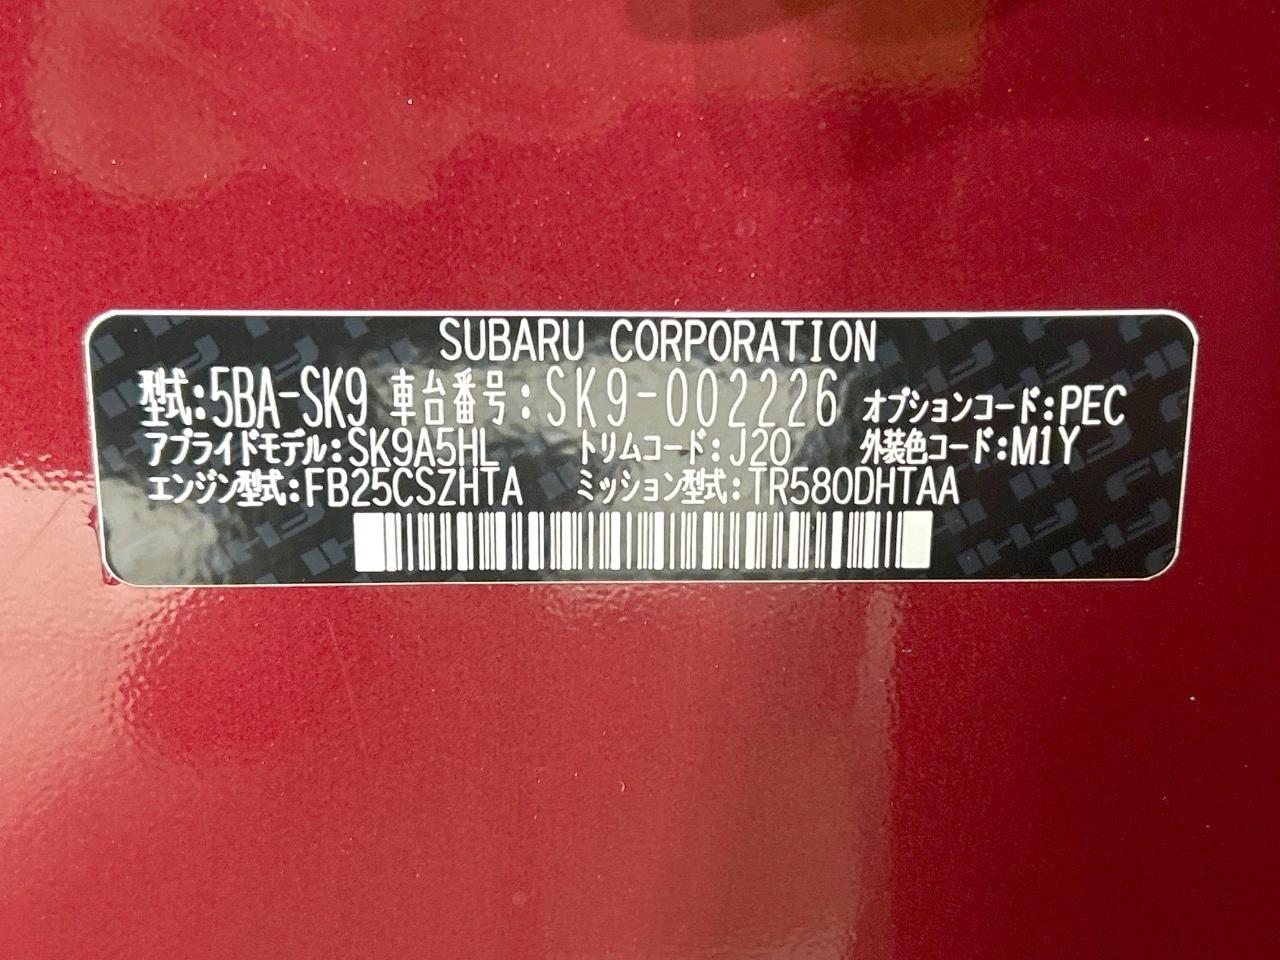 SUBARU CORPORATION
型式:5BA-SK9 車台番号:SK9-002226 オプションコード:PEC
アプライドモデル:SK9A5HL トリムコード:J20 外装色コード:M1Y
エンジン型式:FB25CSZHTA ミッション型式:TR580DHTAA